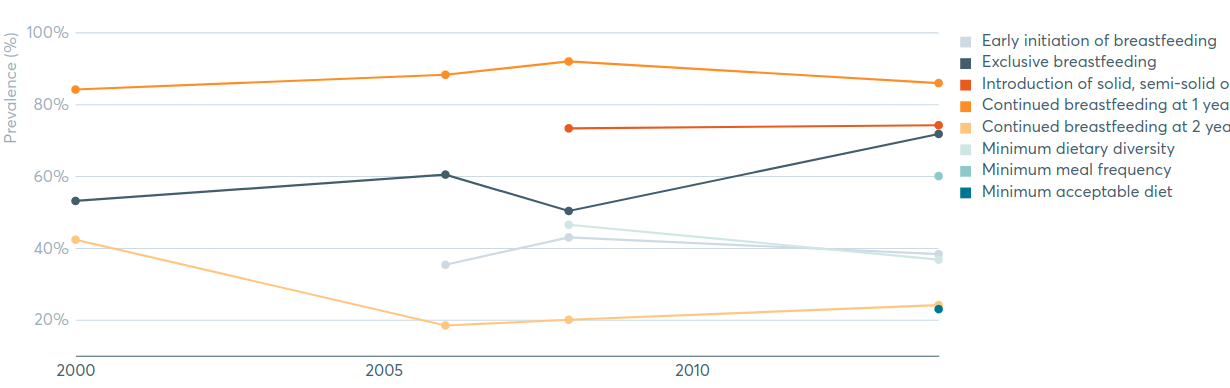 Prevalence (%)
100%
80%
60%
40%
20%
2000 2005 2010
Early initiation of breastfeeding
Exclusive breastfeeding
Introduction of solid, semi-solid o
Continued breastfeeding at 1 yea
Continued breastfeeding at 2 yea
Minimum dietary diversity
Minimum meal frequency
Minimum acceptable diet